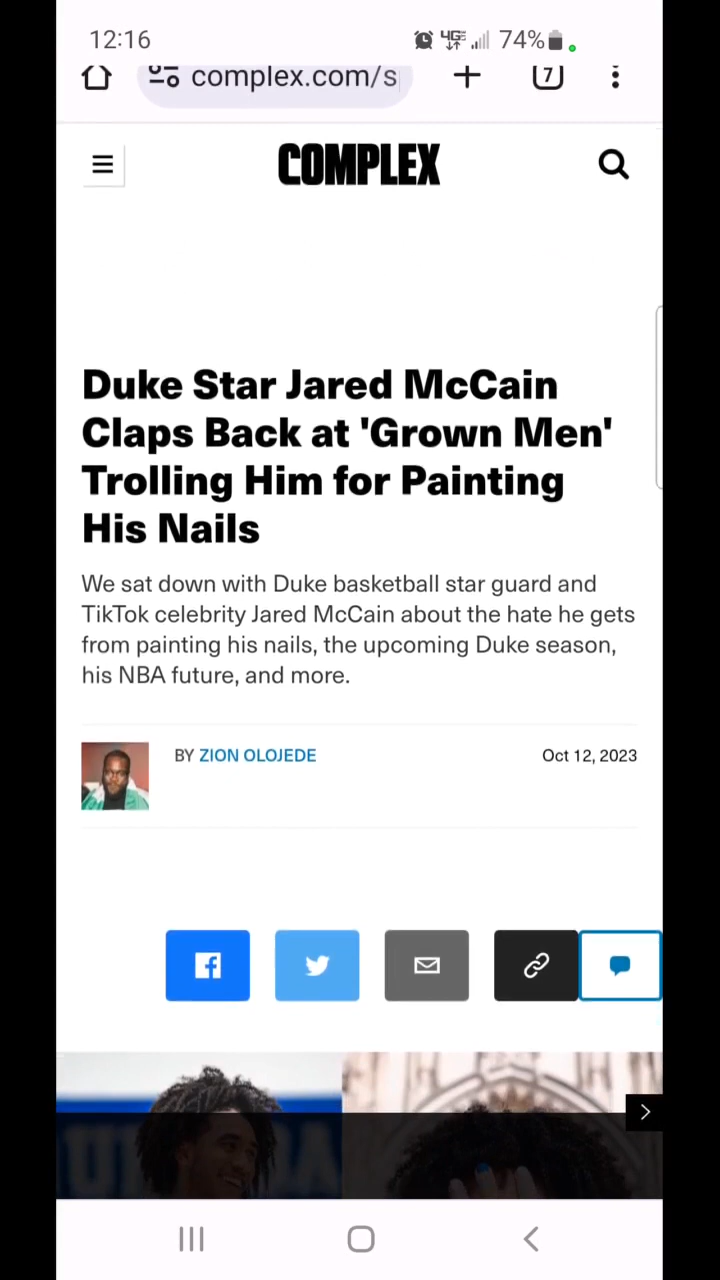 12:16
4G 74%
complex.com/s
7
COMPLEX
Duke Star Jared McCain
Claps Back at 'Grown Men'
Trolling Him for Painting
His Nails
We sat down with Duke basketball star guard and
TikTok celebrity Jared McCain about the hate he gets
from painting his nails, the upcoming Duke season,
his NBA future, and more.
BY ZION OLOJEDE
Oct 12, 2023